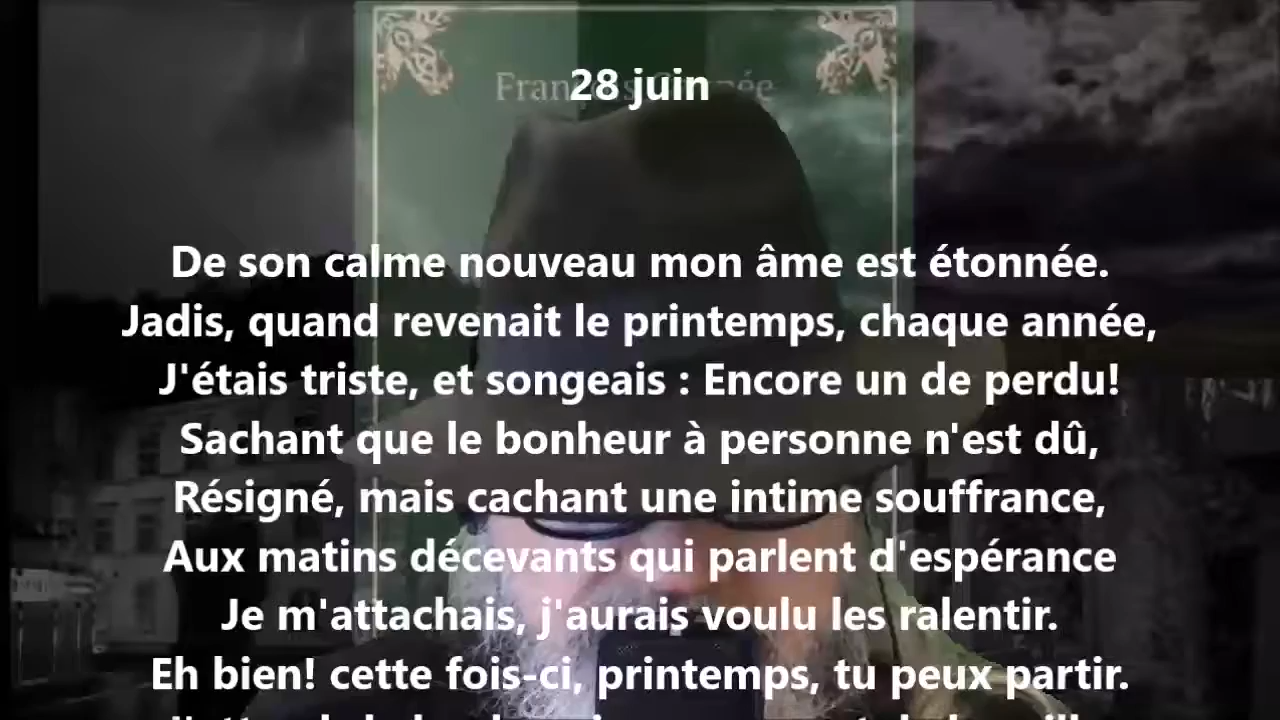 28 juin
De son calme nouveau mon âme est étonnée.
Jadis, quand revenait le printemps, chaque année,
J'étais triste, et songeais : Encore un de perdu!
Sachant que le bonheur à personne n'est dû,
Résigné, mais cachant une intime souffrance,
Aux matins décevants qui parlent d'espérance
Je m'attachais, j'aurais voulu les ralentir.
Eh bien! cette fois-ci, printemps, tu peux partir.